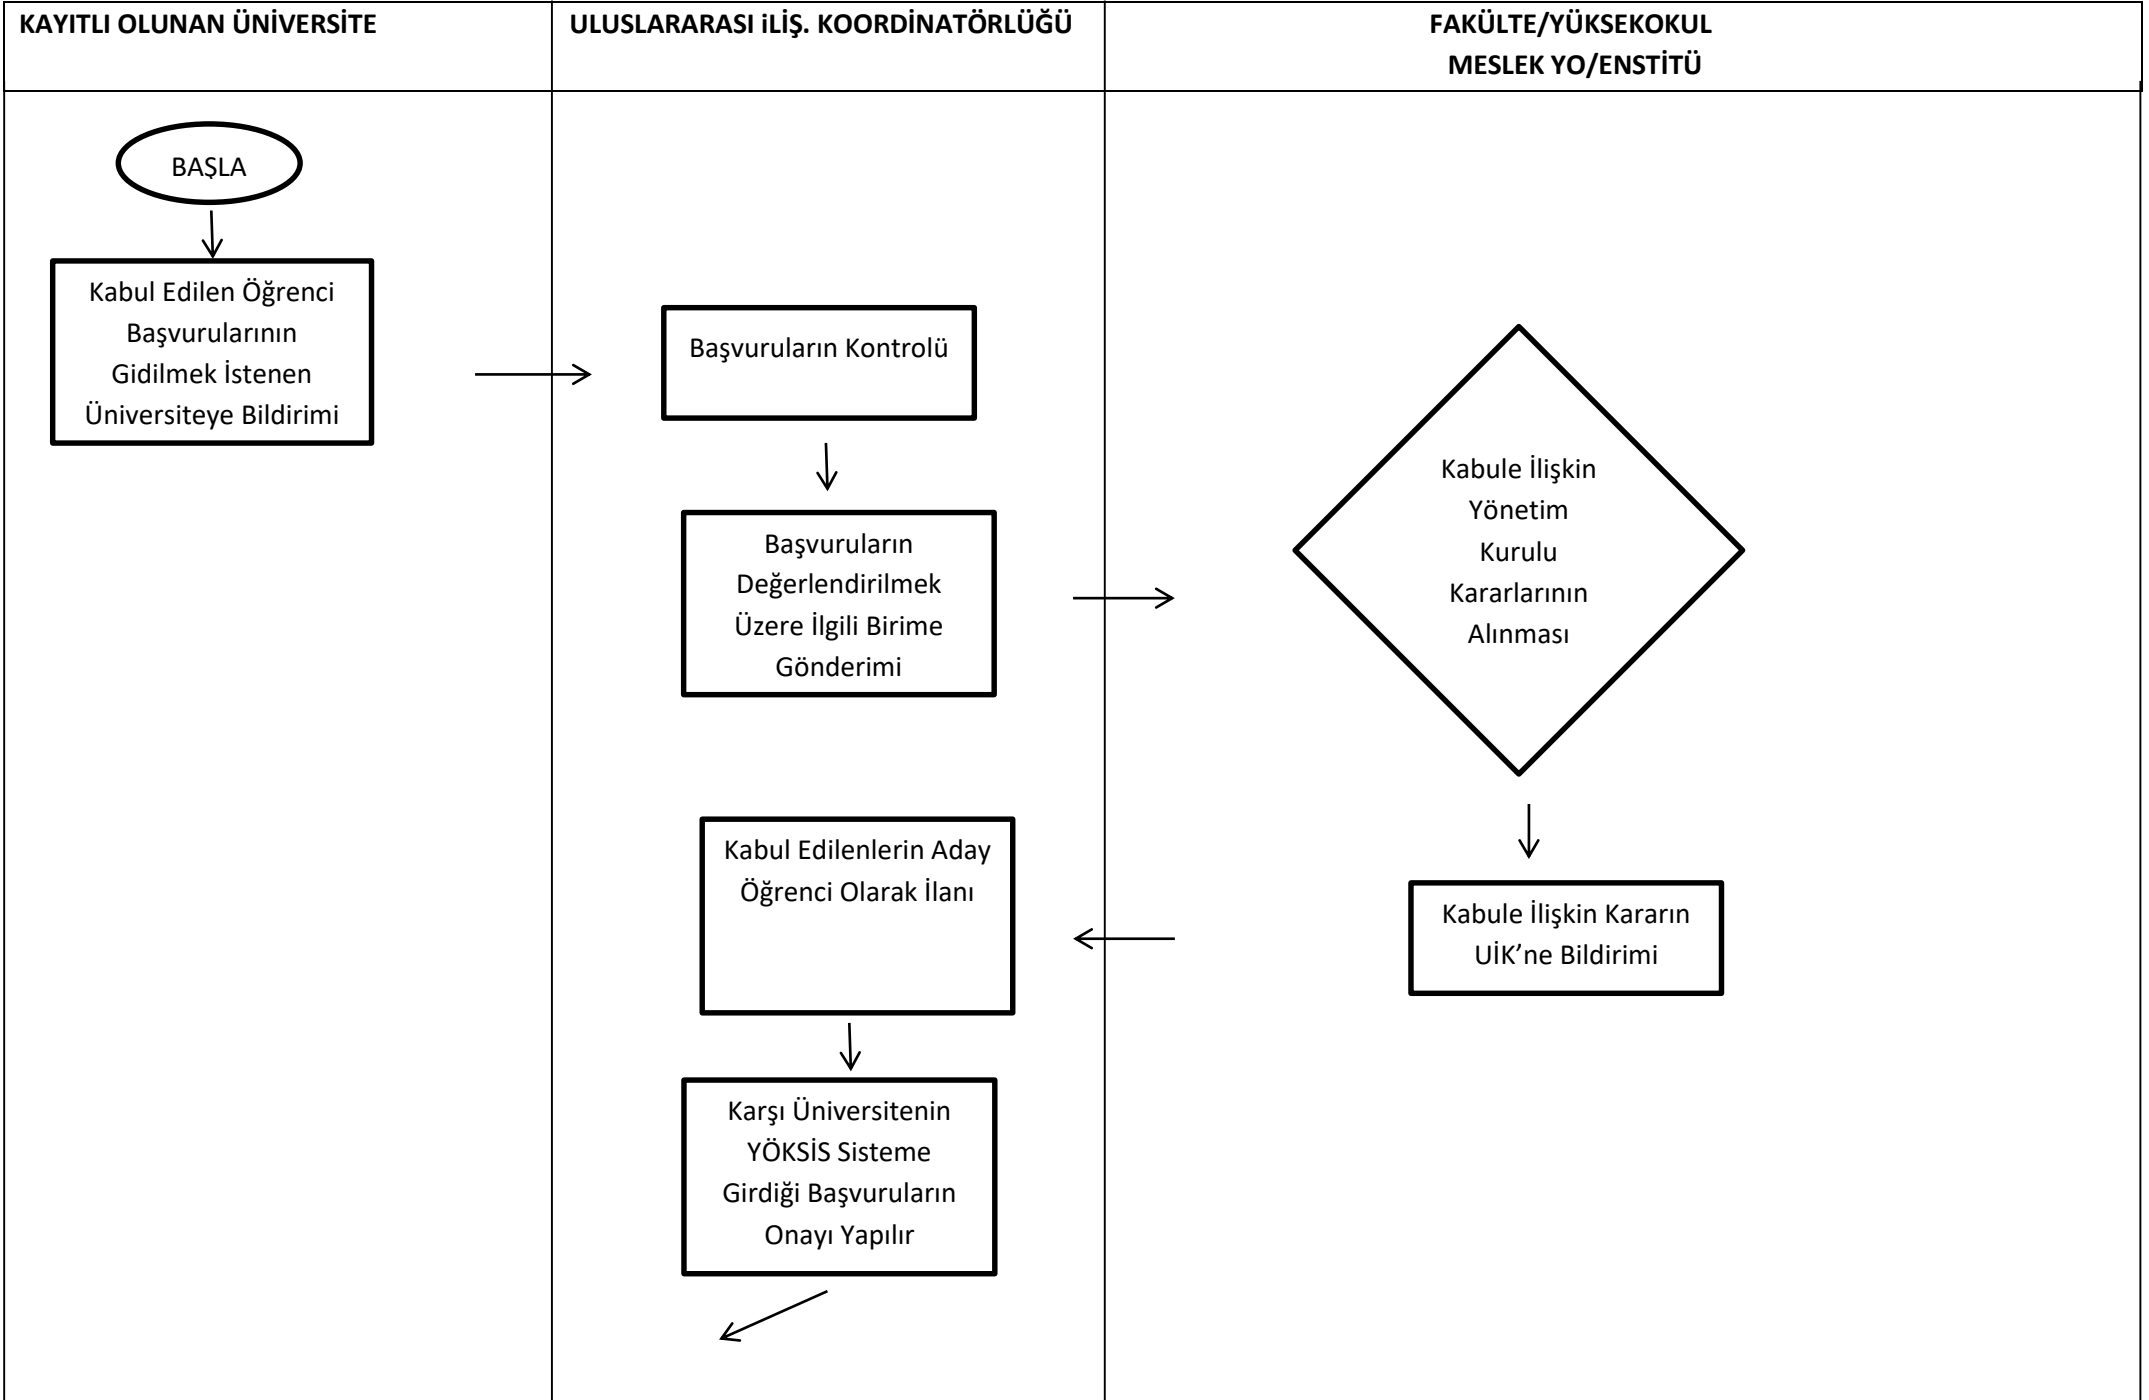 KAYITLI OLUNAN ÜNİVERSİTE
ULUSLARARASI iLİŞ. KOORDİNATÖRLÜĞÜ
FAKÜLTE/YÜKSEKOKUL
MESLEK YO/ENSTİTÜ
BAŞLA
Kabul Edilen Öğrenci
Başvurularının
Gidilmek İstenen
Üniversiteye Bildirimi
Başvuruların Kontrolü
Başvuruların
Değerlendirilmek
Üzere İlgili Birime
Gönderimi
Kabule İlişkin
Yönetim
Kurulu
Kararlarının
Alınması
Kabule İlişkin Kararın
UİK’ne Bildirimi
Kabul Edilenlerin Aday
Öğrenci Olarak İlanı
Karşı Üniversitenin
YÖKSİS Sisteme
Girdiği Başvuruların
Onayı Yapılır